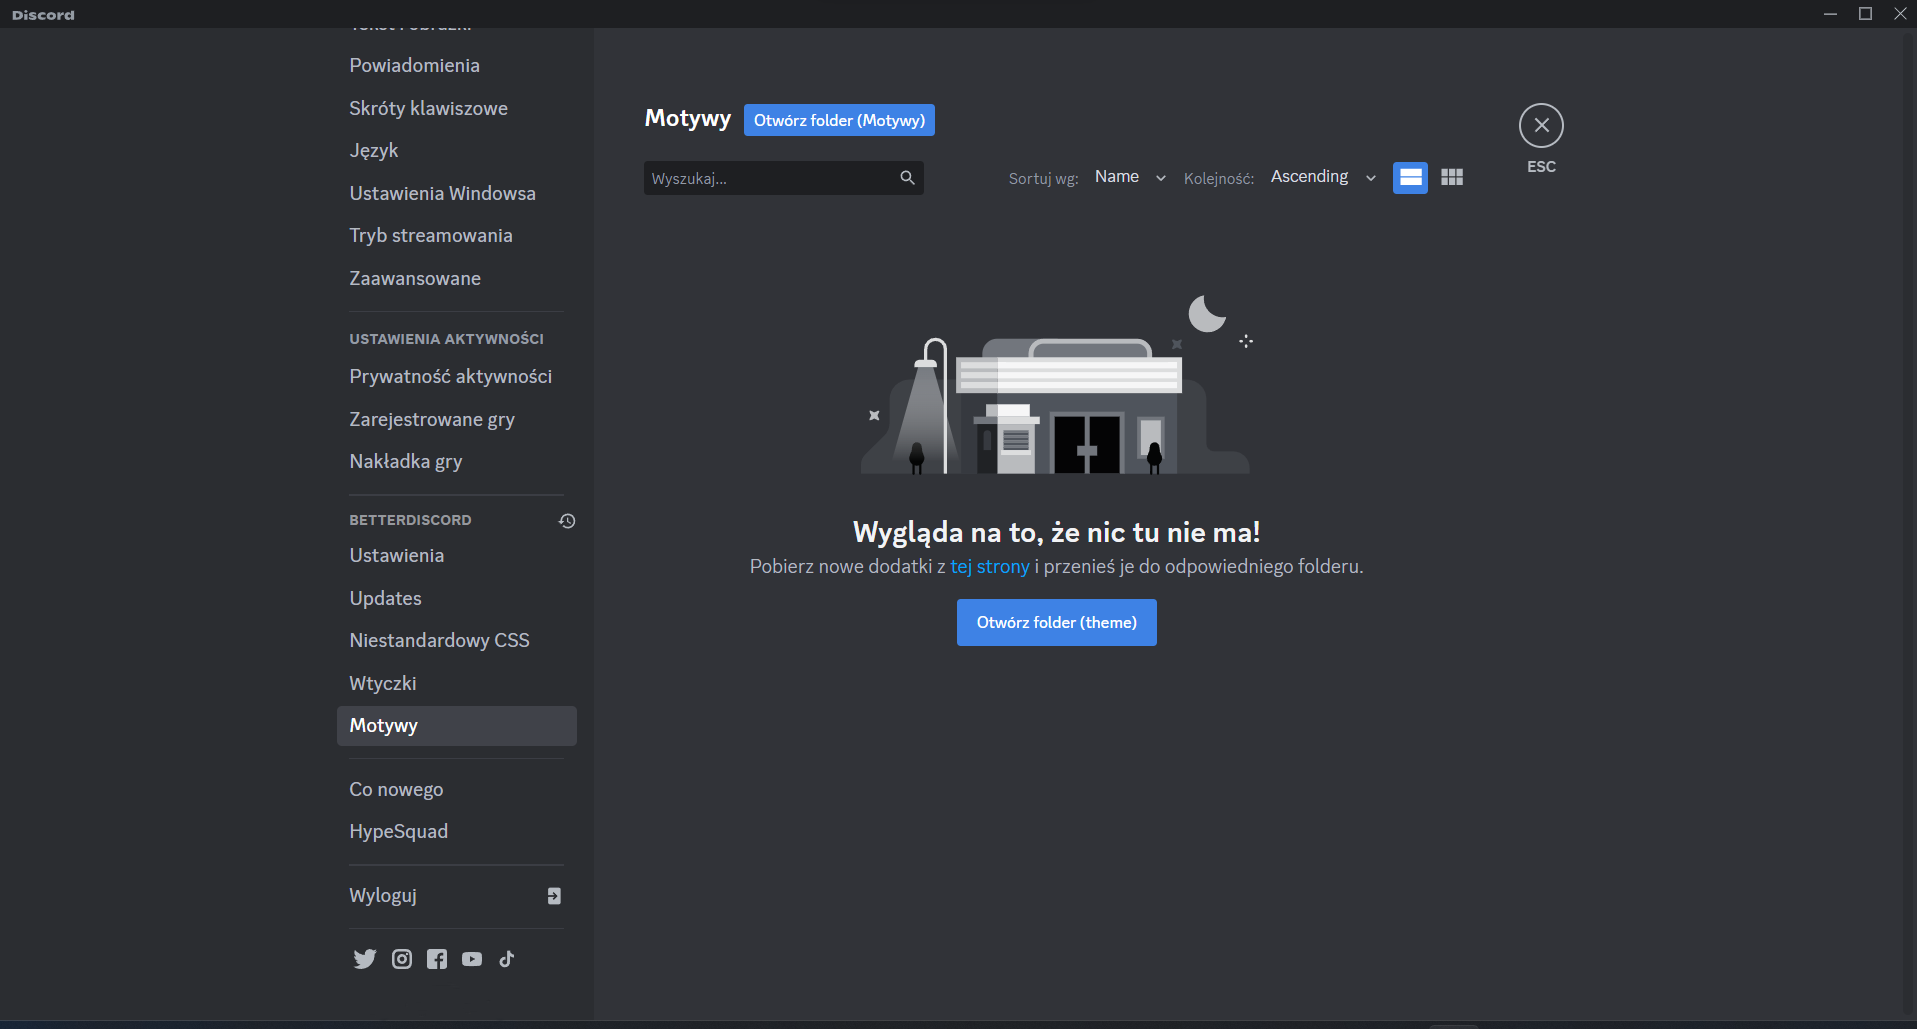 Discord
Tekst i obrazki
Powiadomienia
Skróty klawiszowe
Język
Ustawienia Windowsa
Tryb streamowania
Zaawansowane
USTAWIENIA AKTYWNOŚCI
Prywatność aktywności
Zarejestrowane gry
Nakładka gry
BETTERDISCORD
Ustawienia
Updates
Niestandardowy CSS
Wtyczki
Motywy
Co nowego
HypeSquad
Wyloguj
Motywy Otwórz folder (Motywy)
Wyszukaj... Sortuj wg: Name Kolejność: Ascending
ESC
Wygląda na to, że nic tu nie ma!
Pobierz nowe dodatki z tej strony i przenieś je do odpowiedniego folderu.
Otwórz folder (theme)